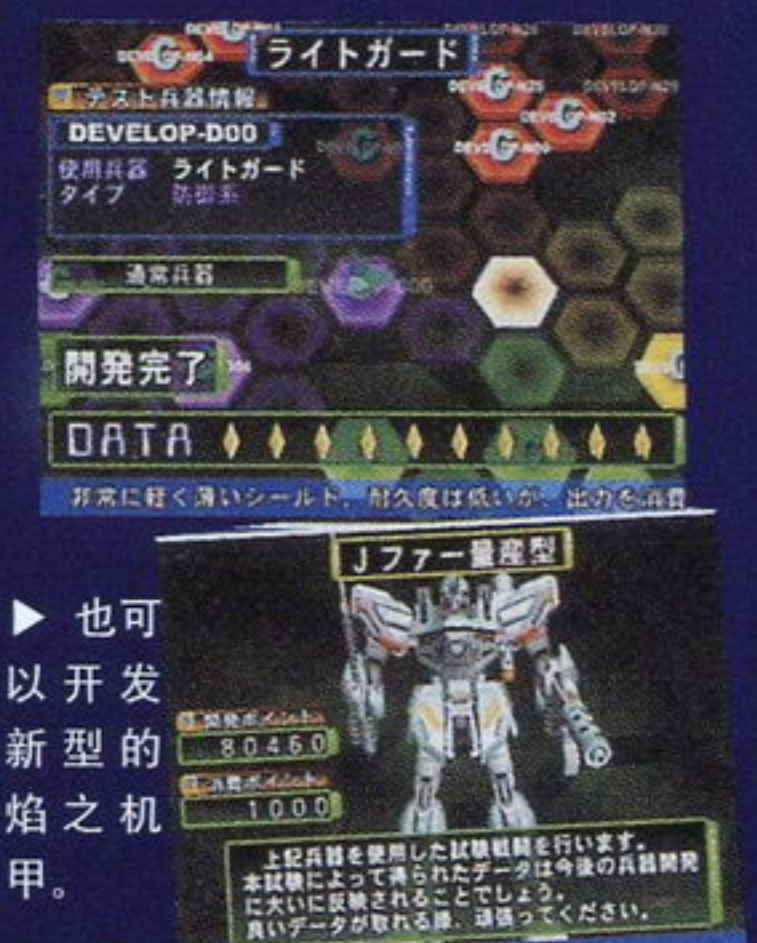 ライトガード
テスト兵器情報
DEVELOP-D00
使用兵器 ライトガード
タイプ 防御系
通常兵器
開発完了
DATA
非常に軽く薄いシールド。耐久度は低いが、出力を消費
Jファー量産型
開発ポイント
80460
1000
上記兵器を使用した試験戦闘を行います。
本試験によって得られたデータは今後の兵器開発
に大いに反映されることでしょう。
良いデータが取れる様、頑張ってください。
▶ 也可
以开发
新型的
焰之机
甲。